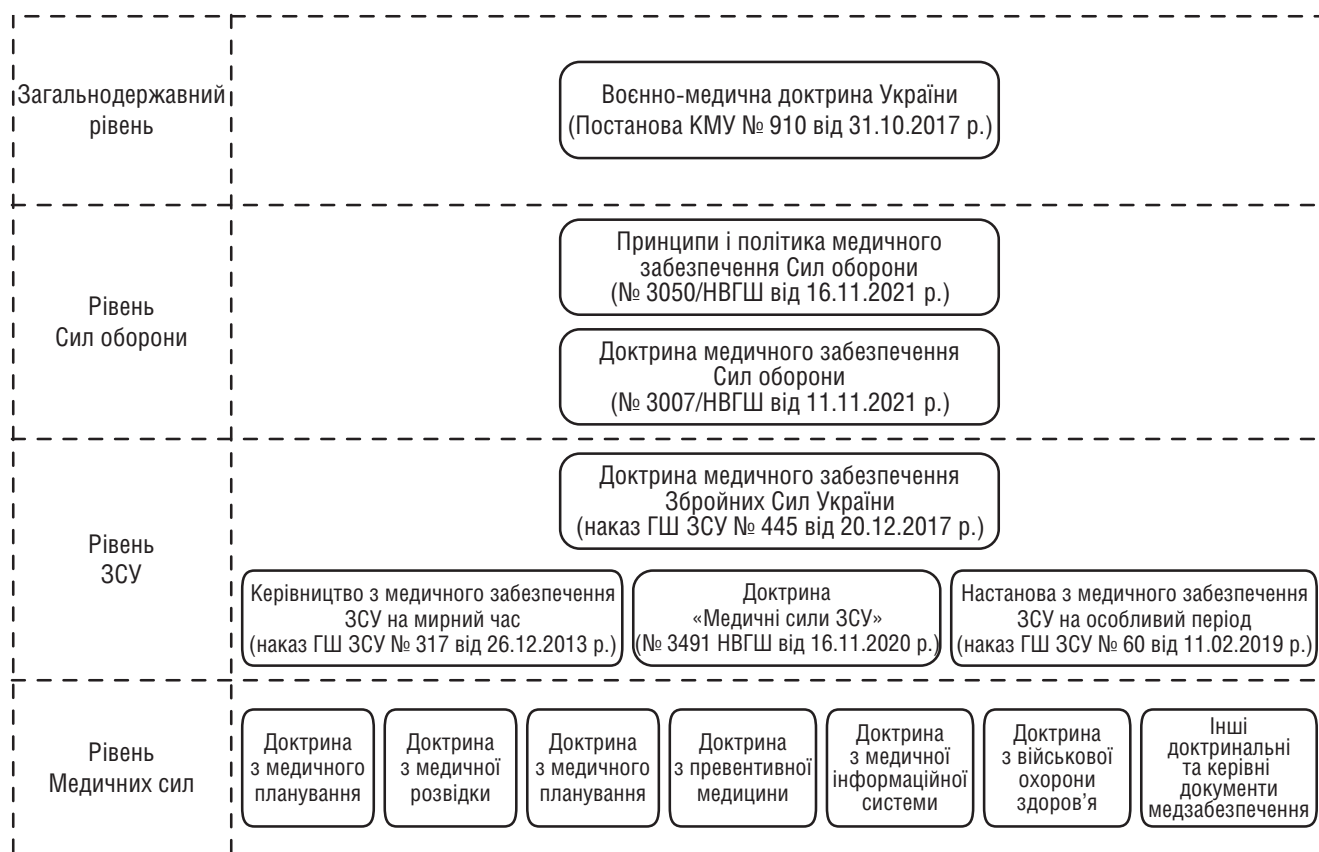 Загальнодержавний
рівень
Воєнно-медична доктрина України
(Постанова КМУ № 910 від 31.10.2017 р.)
Рівень
Сил оборони
Принципи і політика медичного
забезпечення Сил оборони
(№ 3050/НВГШ від 16.11.2021 р.)
Доктрина медичного забезпечення
Сил оборони
(№ 3007/НВГШ від 11.11.2021 р.)
Рівень
ЗСУ
Доктрина медичного забезпечення
Збройних Сил України
(наказ ГШ ЗСУ № 445 від 20.12.2017 р.)
Керівництво з медичного забезпечення
ЗСУ на мирний час
(наказ ГШ ЗСУ № 317 від 26.12.2013 р.)
Доктрина
«Медичні сили ЗСУ»
(№ 3491 НВГШ від 16.11.2020 р.)
Настанова з медичного забезпечення
ЗСУ на особливий період
(наказ ГШ ЗСУ № 60 від 11.02.2019 р.)
Рівень
Медичних сил
Доктрина
з медичного
планування
Доктрина
з медичної
розвідки
Доктрина
з медичного
планування
Доктрина
з превентивної
медицини
Доктрина
з медичної
інформаційної
системи
Доктрина
з військової
охорони
здоров’я
Інші
доктринальні
та керівні
документи
медзабезпечення